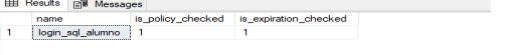 Results Messages
name is_policy_checked is_expiration_checked
1 login_sql_alumno 1 1